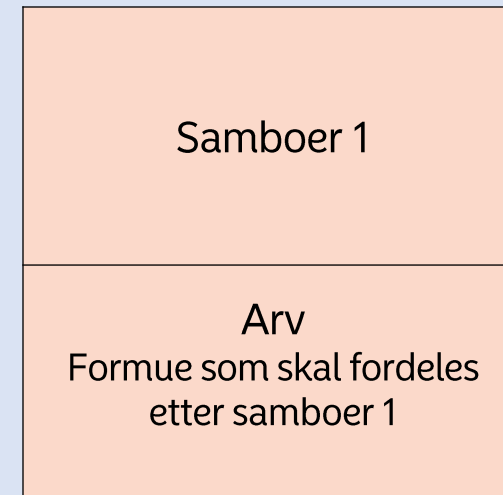 Samboer 1
Arv
Formue som skal fordeles
etter samboer 1